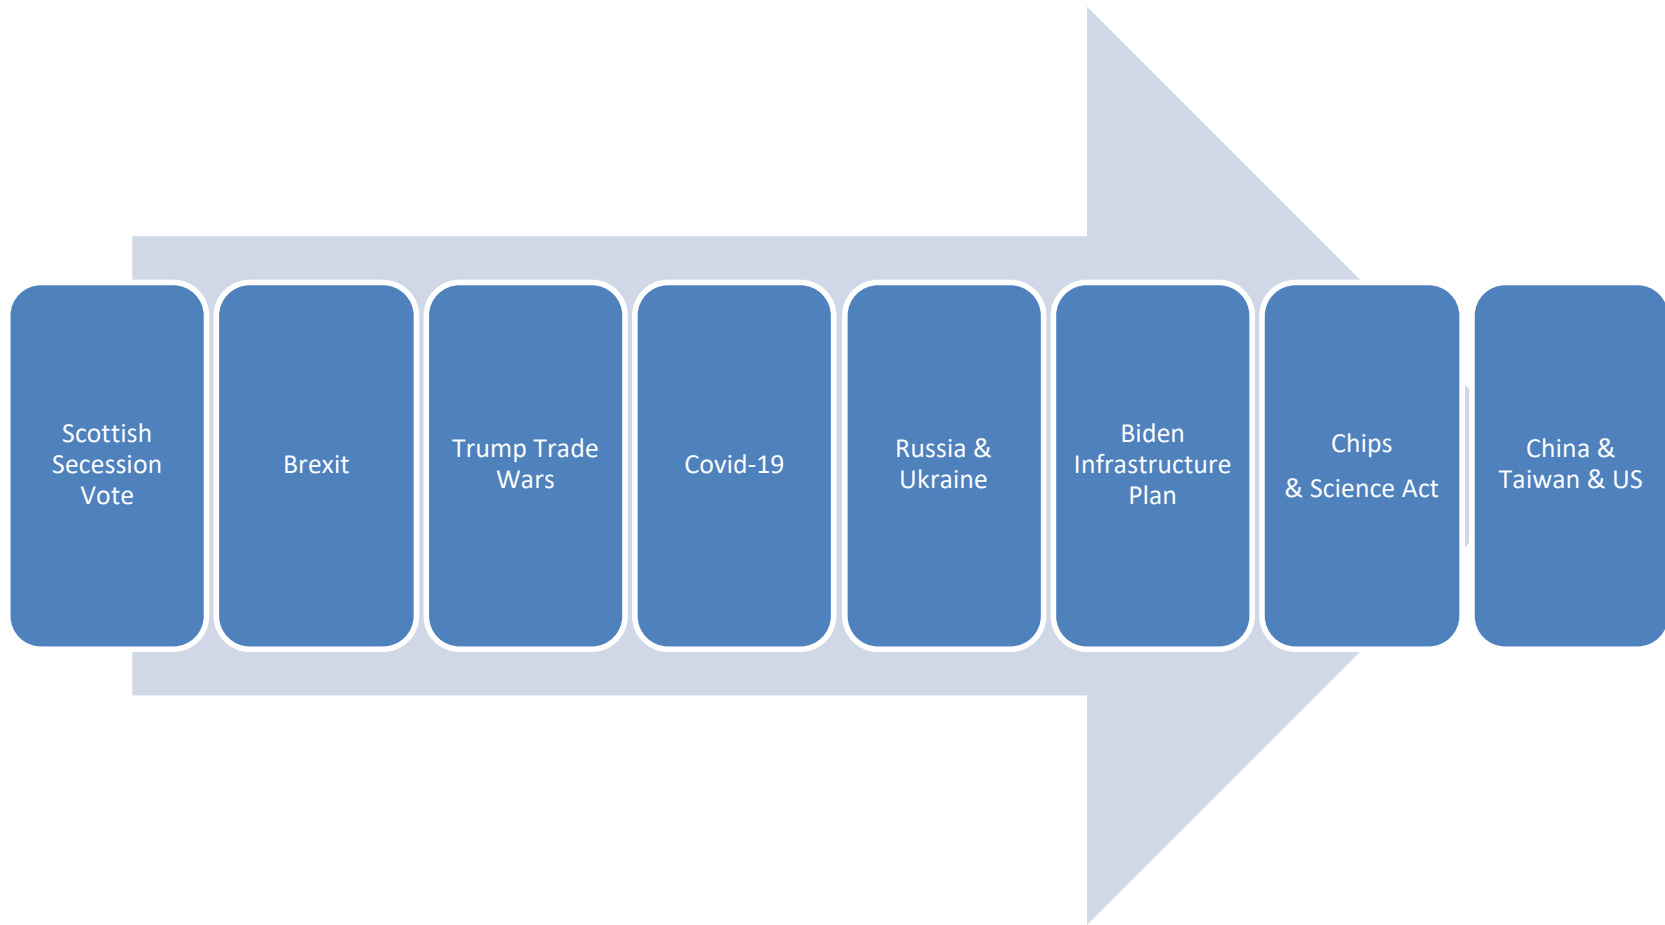 Scottish
Secession
Vote
Brexit
Trump Trade
Wars
Covid-19
Russia &
Ukraine
Biden
Infrastructure
Plan
Chips
& Science Act
China &
Taiwan & US